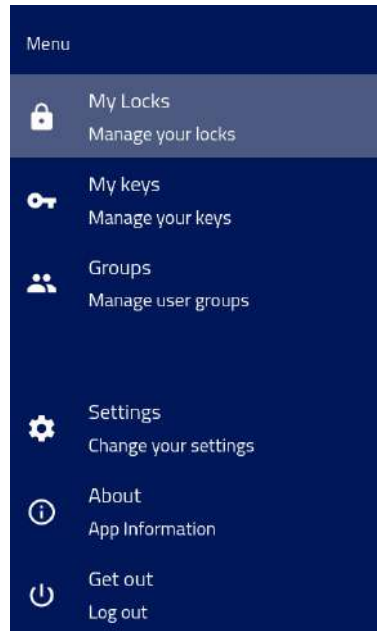 Menu
My Locks
Manage your locks
My keys
Manage your keys
Groups
Manage user groups
Settings
Change your settings
About
App Information
Get out
Log out